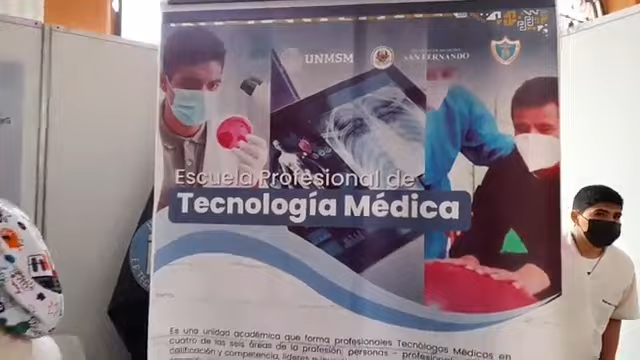 UNMSM
SAN FERNANDO
Escuela Profesional de
Tecnología Médica
Es una unidad académica que forma profesionales Tecnólogos Médicos en
cuatro de las seis áreas de la profesión, personas – profesionales
calificación y competencia, líderes